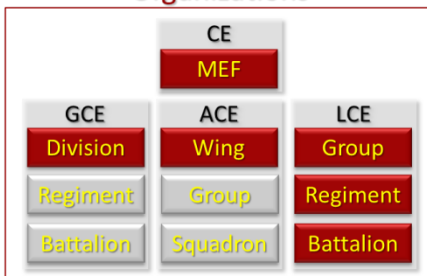 CE
MEF
GCE ACE LCE
Division Wing Group
Regiment Group Regiment
Battalion Squadron Battalion